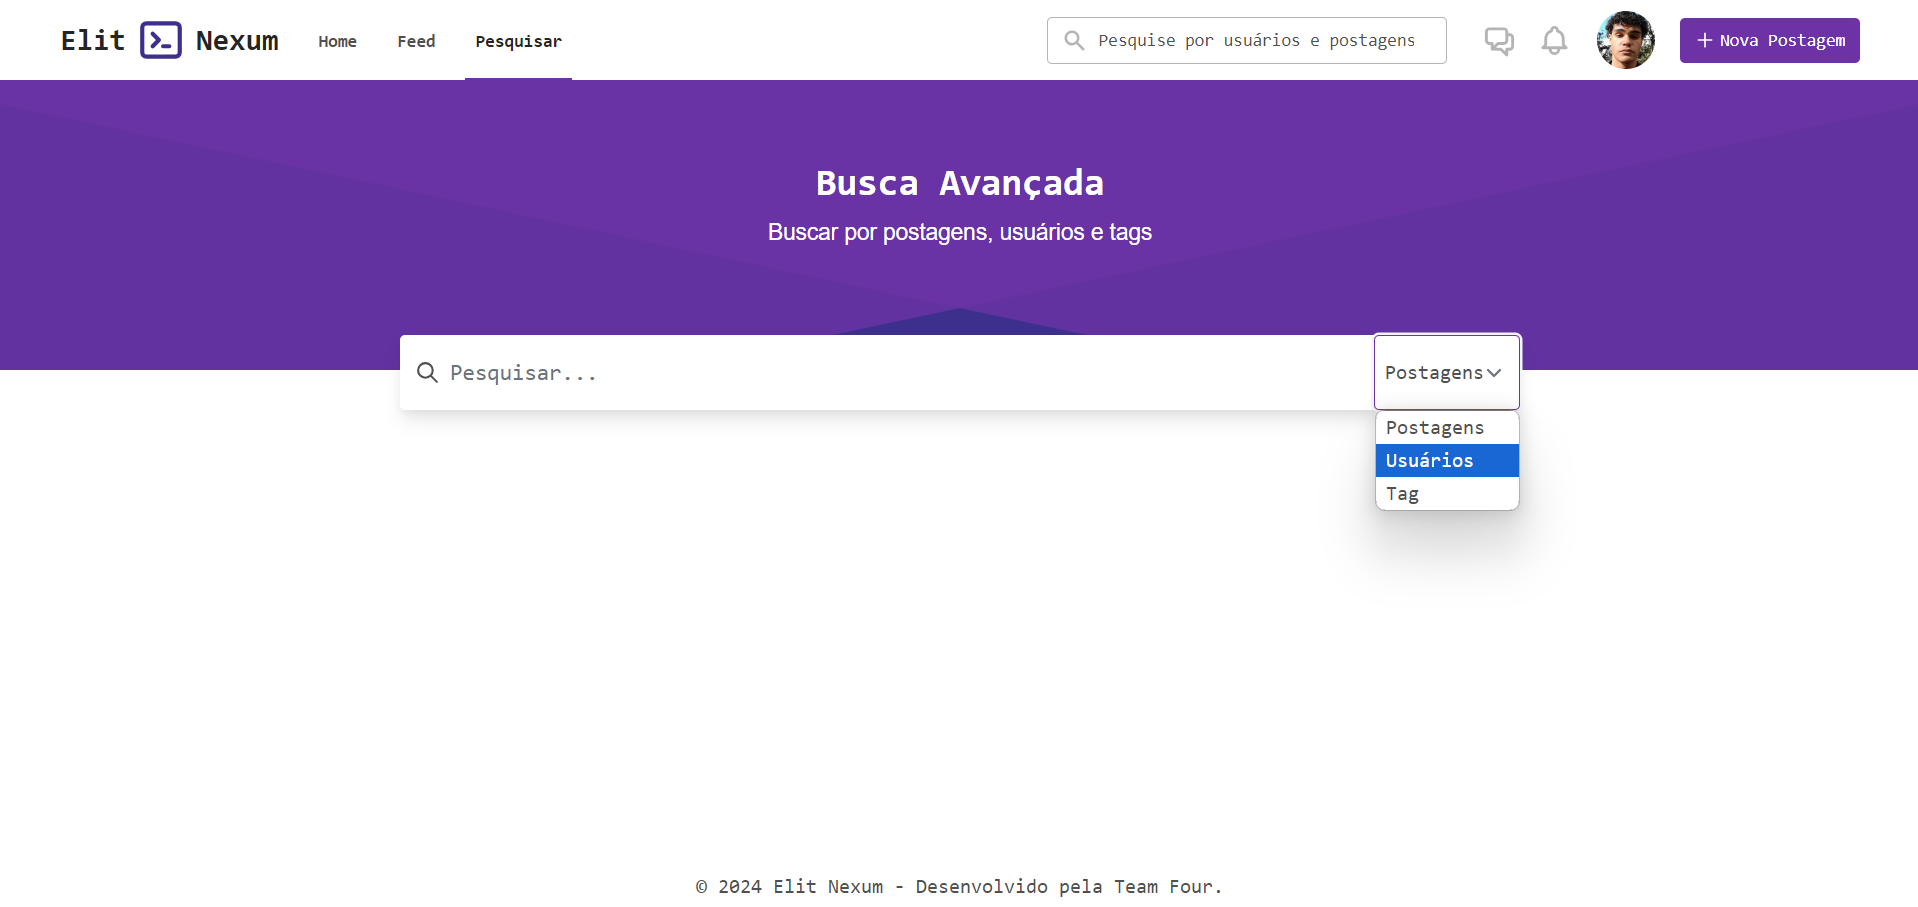 Elit Nexum Home Feed Pesquisar Pesquise por usuários e postagens + Nova Postagem
Busca Avançada
Buscar por postagens, usuários e tags
Pesquisar... Postagens
Postagens
Usuários
Tag
© 2024 Elit Nexum - Desenvolvido pela Team Four.